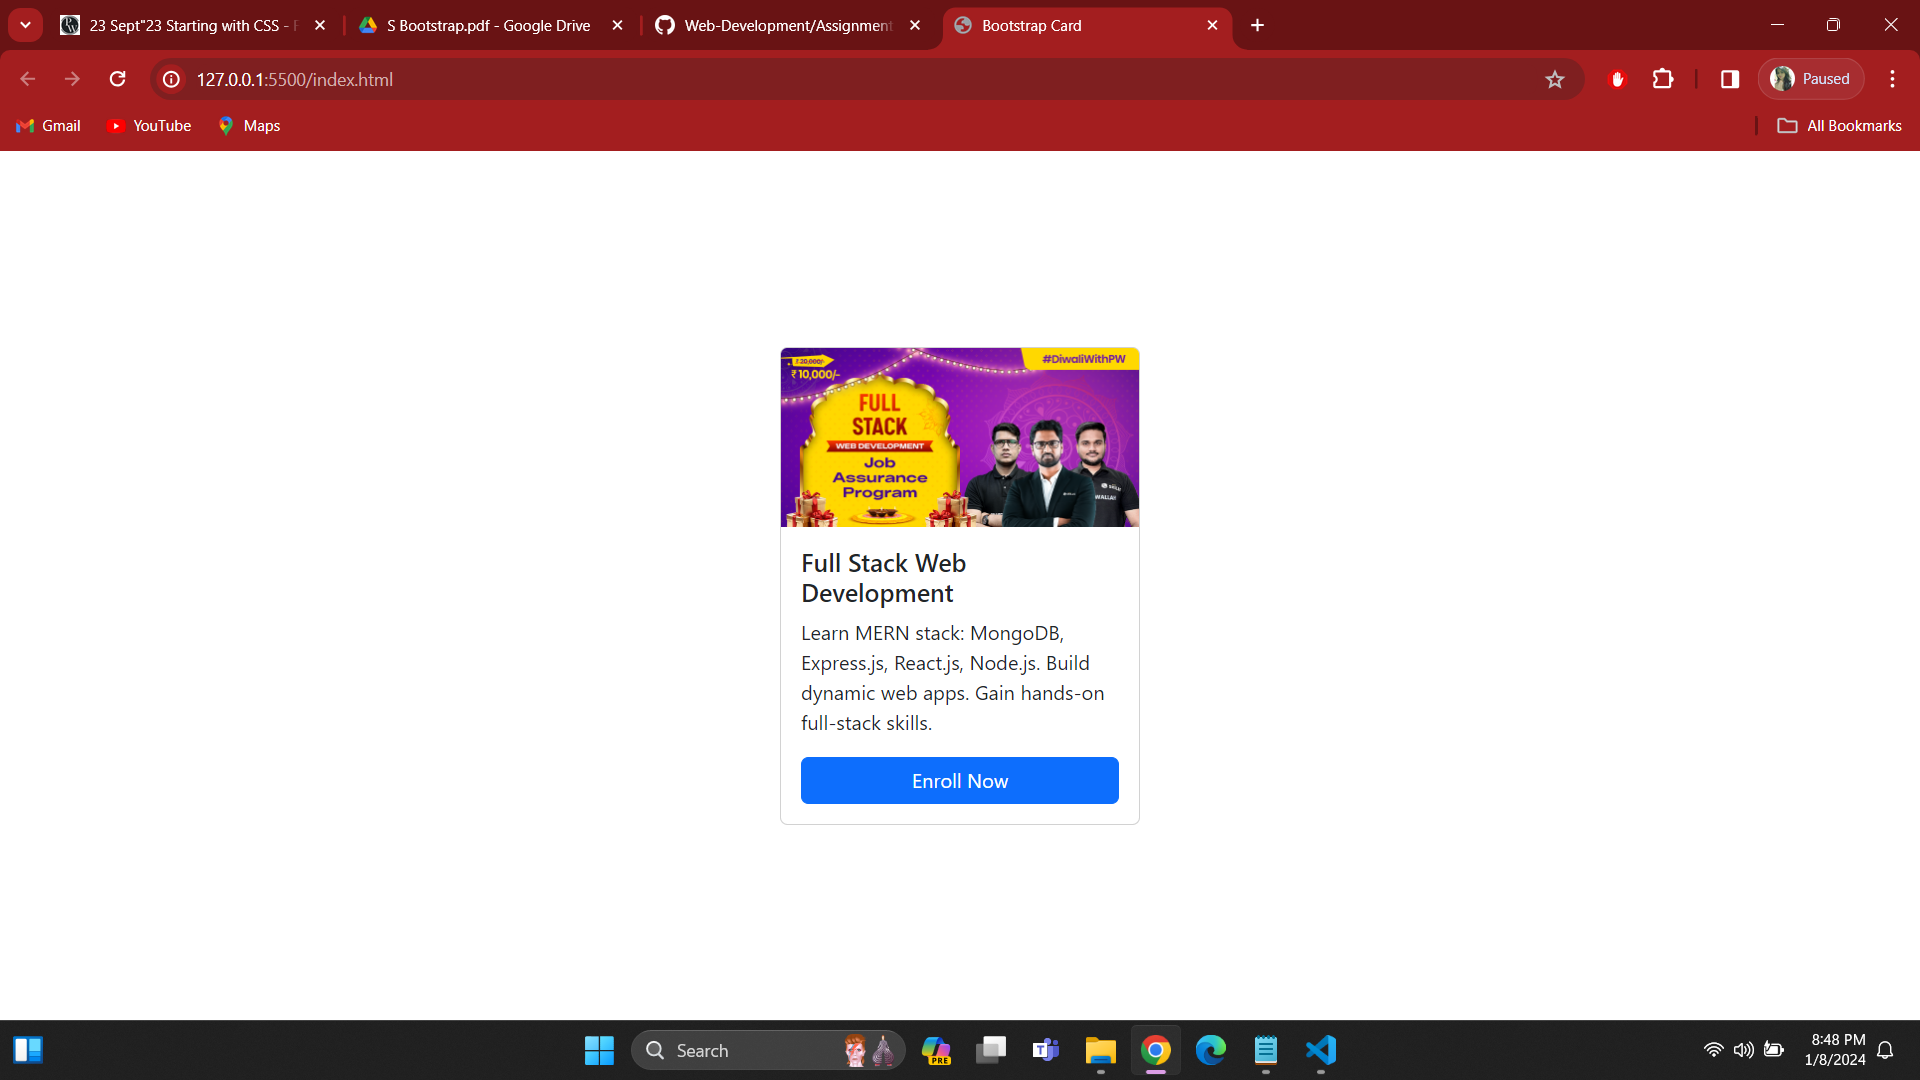 23 Sept"23 Starting with CSS -
S Bootstrap.pdf - Google Drive
Web-Development/Assignment
Bootstrap Card
127.0.0.1:5500/index.html
Paused
Gmail
YouTube
Maps
All Bookmarks
₹ 20,000/-
₹ 10,000/-
#DiwaliWithPW
FULL
STACK
WEB DEVELOPMENT
Job
Assurance
Program
WALLAH
Full Stack Web
Development
Learn MERN stack: MongoDB,
Express.js, React.js, Node.js. Build
dynamic web apps. Gain hands-on
full-stack skills.
Enroll Now
Search
PRE
8:48 PM
1/8/2024